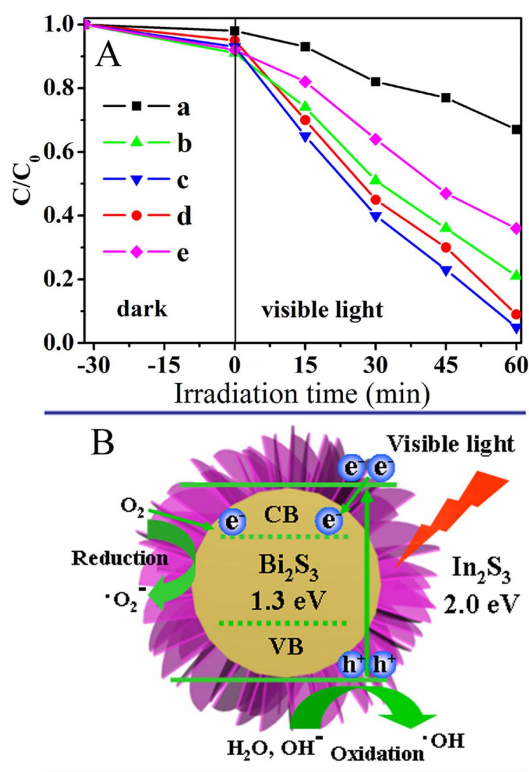 A
1.0
0.8
0.6
0.4
0.2
0.0
C/C₀
a
b
c
d
e
dark
visible light
-30 -15 0 15 30 45 60
Irradiation time (min)
B
Visible light
e⁻ e⁻
O₂
e⁻ CB e⁻
Reduction
Bi₂S₃
1.3 eV
In₂S₃
2.0 eV
·O₂⁻
VB
h⁺ h⁺
H₂O, OH⁻ Oxidation ·OH